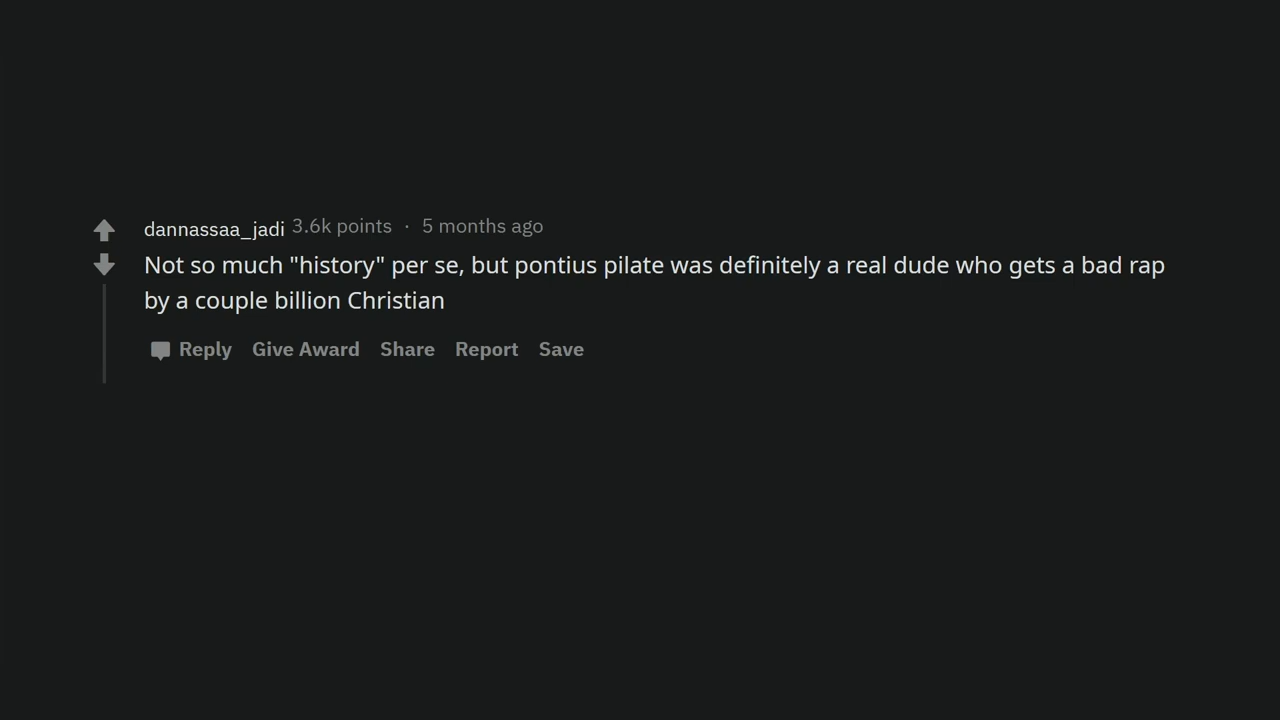 dannassaa_jadi 3.6k points · 5 months ago
Not so much "history" per se, but pontius pilate was definitely a real dude who gets a bad rap
by a couple billion Christian
Reply Give Award Share Report Save